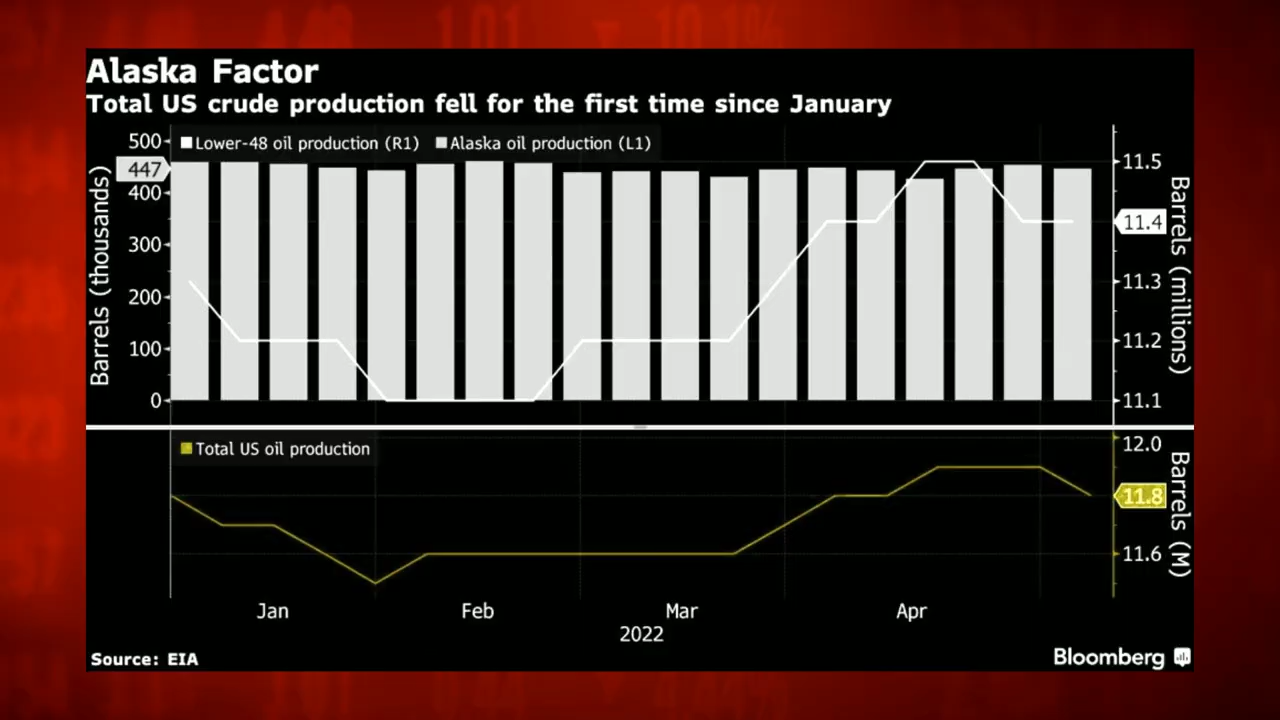 Alaska Factor
Total US crude production fell for the first time since January
Lower-48 oil production (R1) Alaska oil production (L1)
Barrels (thousands)
500
447
400
300
200
100
0
11.5
11.4
11.3
11.2
11.1
Barrels (millions)
Total US oil production
12.0
11.8
11.6
Barrels (M)
Jan Feb Mar Apr
2022
Source: EIA
Bloomberg